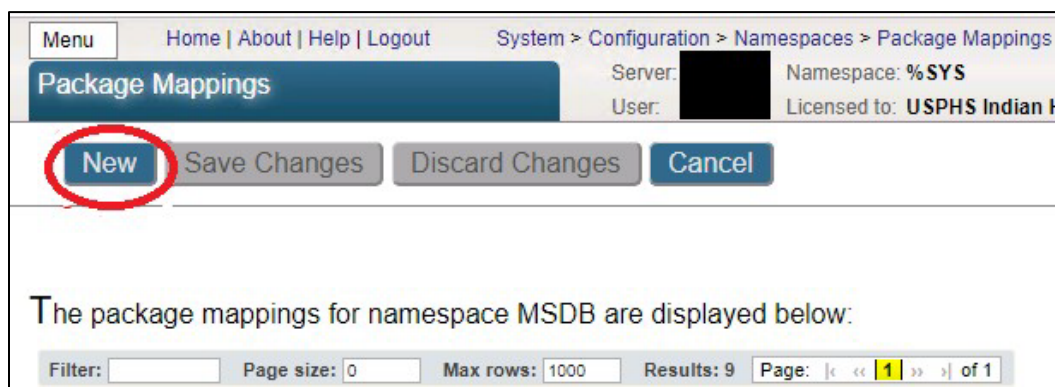 Menu Home | About | Help | Logout System > Configuration > Namespaces > Package Mappings
Package Mappings
Server: Namespace: %SYS
User: Licensed to: USPHS Indian
New Save Changes Discard Changes Cancel
The package mappings for namespace MSDB are displayed below:
Filter: Page size: 0 Max rows: 1000 Results: 9 Page: |‹ ‹‹ 1 ›› ›| of 1